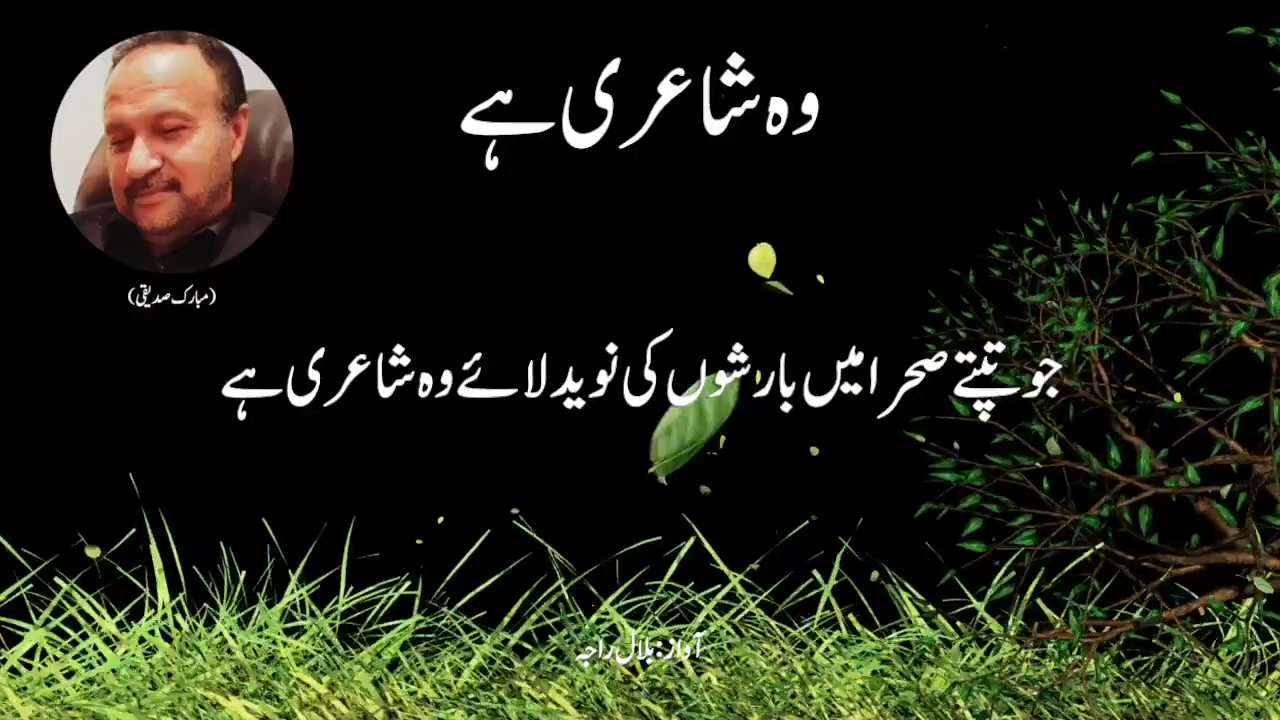 وہ شاعری ہے
(مبارک صدیقی)
جو تپتے صحرا میں بارشوں کی نوید لائے وہ شاعری ہے
آواز: بلال راجہ